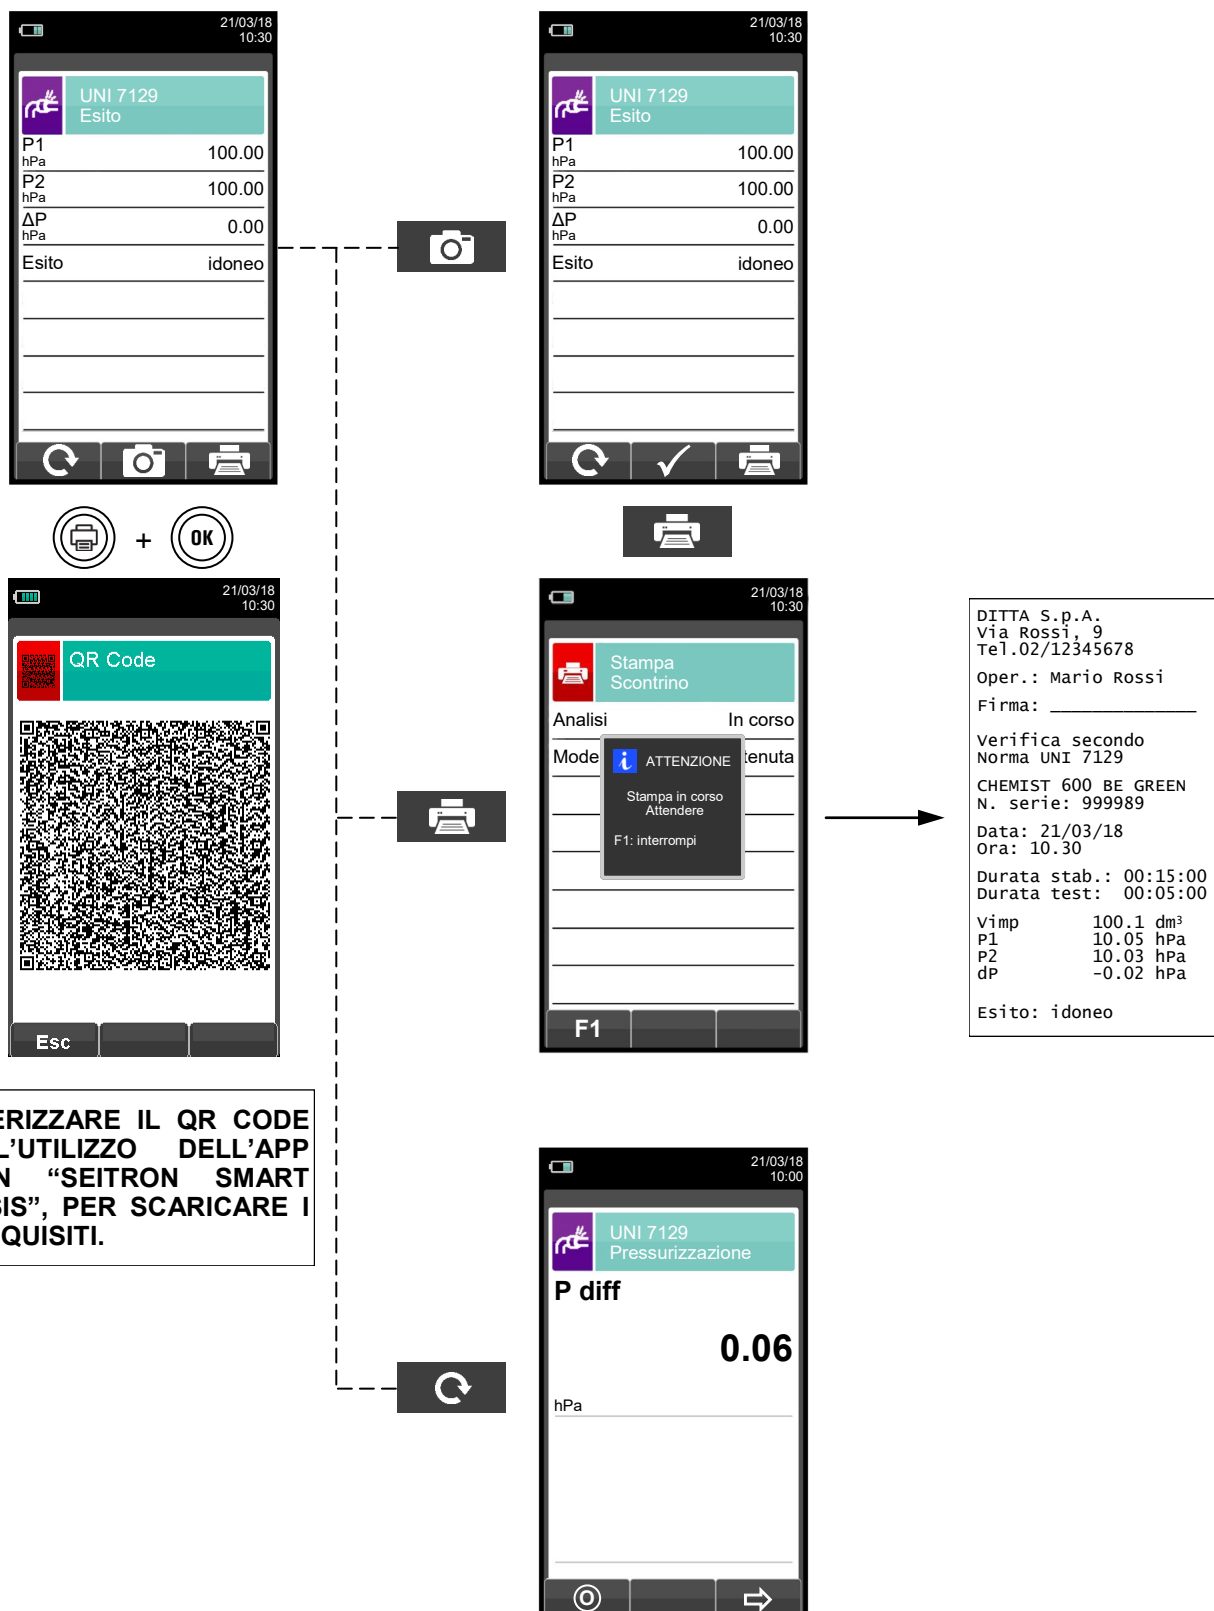 21/03/18
10:30
UNI 7129
Esito
P1
hPa
100.00
P2
hPa
100.00
ΔP
hPa
0.00
Esito idoneo
21/03/18
10:30
UNI 7129
Esito
P1
hPa
100.00
P2
hPa
100.00
ΔP
hPa
0.00
Esito idoneo
+
OK
21/03/18
10:30
QR Code
Esc
21/03/18
10:30
Stampa
Scontrino
Analisi In corso
Mode tenuta
i ATTENZIONE
Stampa in corso
Attendere
F1: interrompi
F1
DITTA S.p.A.
Via Rossi, 9
Tel.02/12345678
Oper.: Mario Rossi
Firma: ______________
Verifica secondo
Norma UNI 7129
CHEMIST 600 BE GREEN
N. serie: 999989
Data: 21/03/18
Ora: 10.30
Durata stab.: 00:15:00
Durata test: 00:05:00
Vimp 100.1 dm³
P1 10.05 hPa
P2 10.03 hPa
dP -0.02 hPa
Esito: idoneo
ERIZZARE IL QR CODE
L'UTILIZZO DELL'APP
N “SEITRON SMART
SIS”, PER SCARICARE I
QUISITI.
21/03/18
10:00
UNI 7129
Pressurizzazione
P diff
0.06
hPa